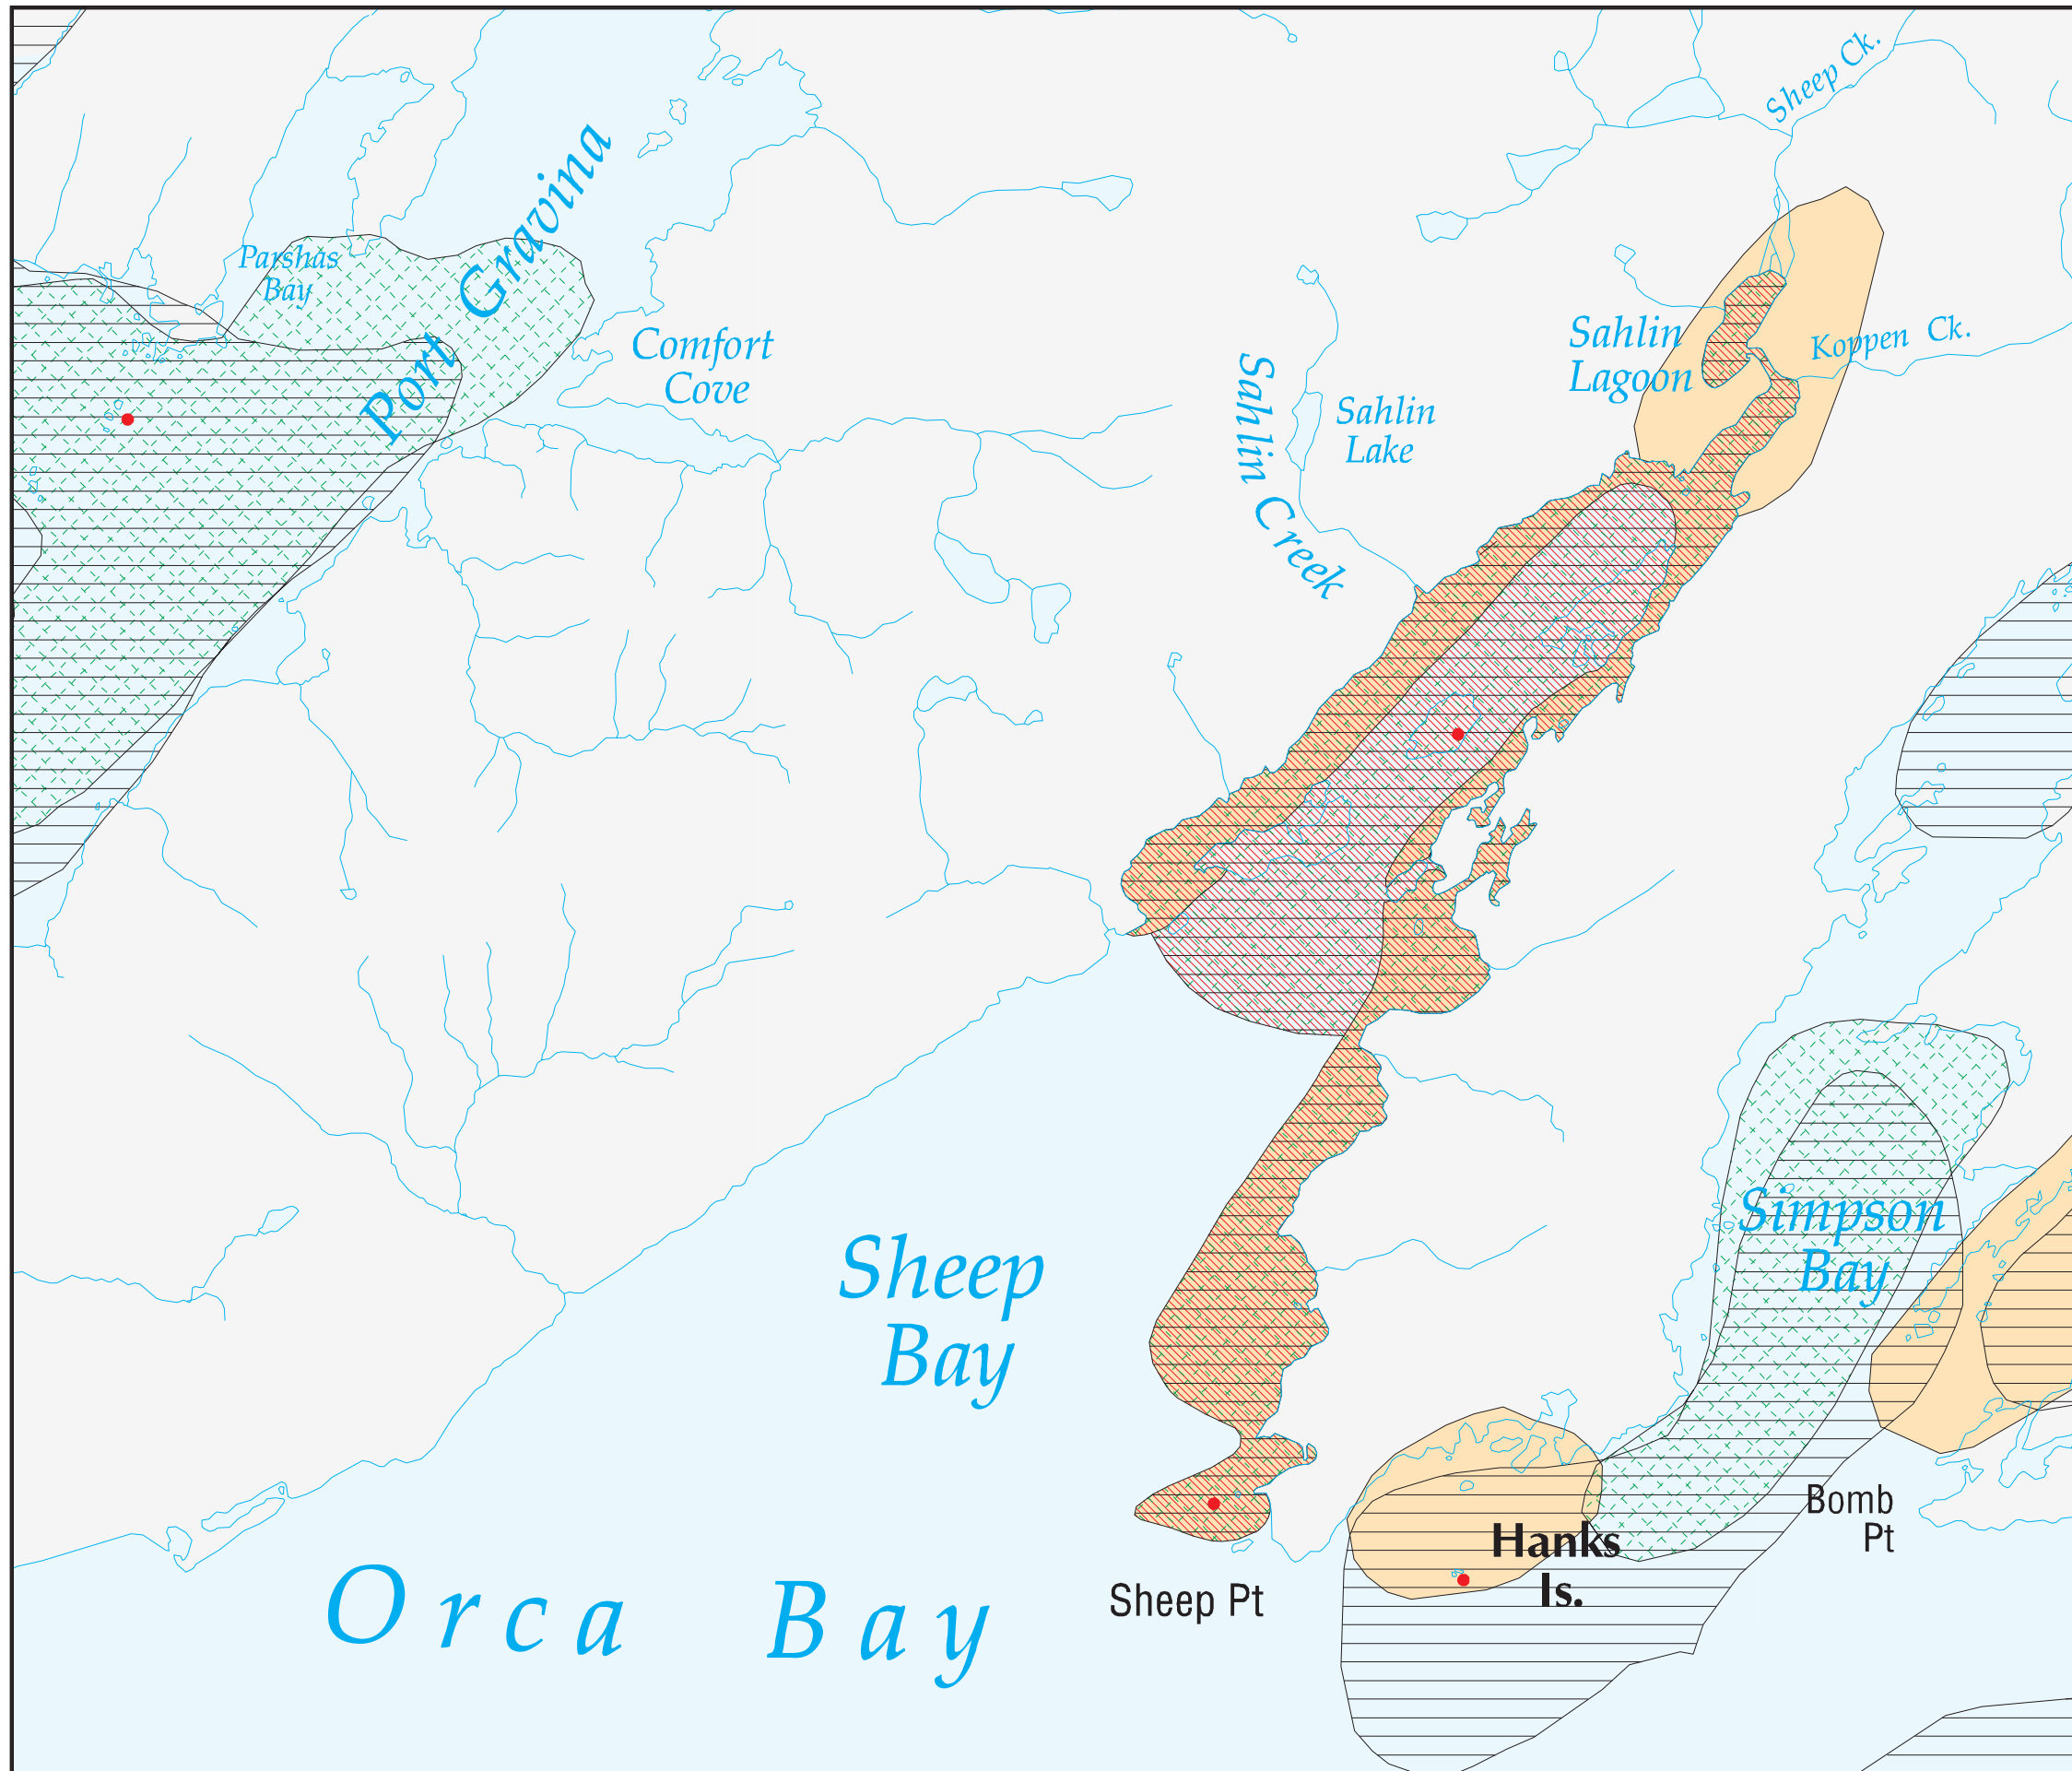 Sheep Ck.
Port Gravina
Parshas
Bay
Comfort
Cove
Sahlin
Lagoon
Koppen Ck.
Sahlin Creek
Sahlin
Lake
Simpson
Bay
Sheep
Bay
Bomb
Pt
Hanks
Is.
Sheep Pt
Orca Bay